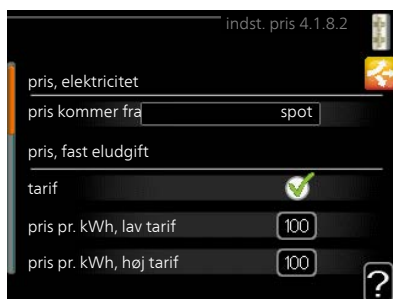 indst. pris 4.1.8.2
pris, elektricitet
pris kommer fra spot
pris, fast eludgift
tarif
pris pr. kWh, lav tarif 100
pris pr. kWh, høj tarif 100
?